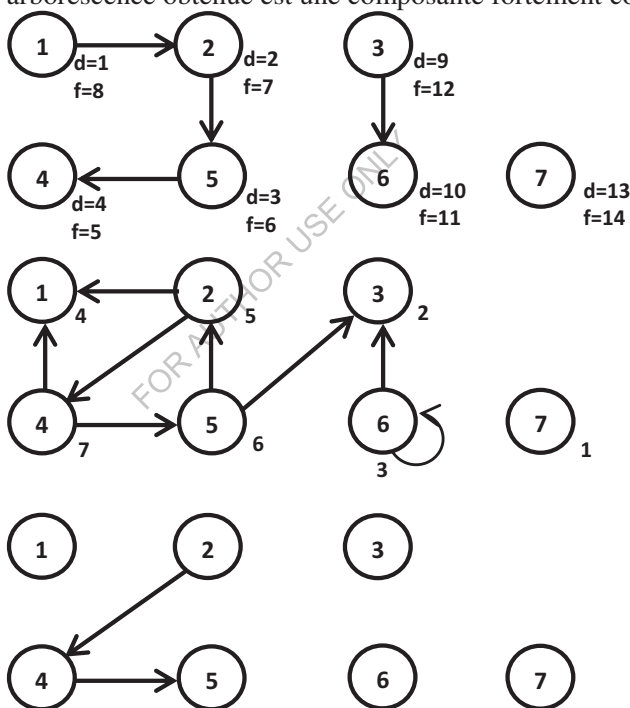 arborescence obtenue est une composante fortement
1 2 3
d=1 d=2 d=9
f=8 f=7 f=12
4 5 6 7
d=4 d=3 d=10 d=13
f=5 f=6 f=11 f=14
FOR AUTHOR USE ONLY
1 2 3
4 5 2
4 5 6 7
7 6 3 1
1 2 3
4 5 6 7